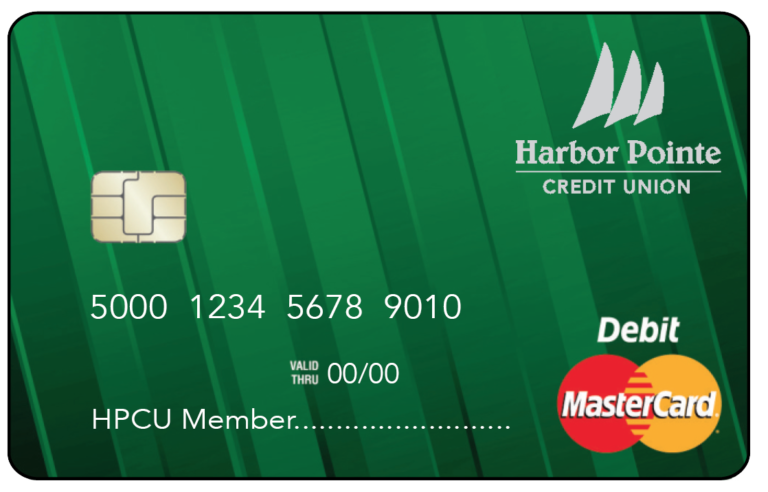 Harbor Pointe
CREDIT UNION
5000 1234 5678 9010
Debit
VALID
THRU 00/00
MasterCard
HPCU Member..........................